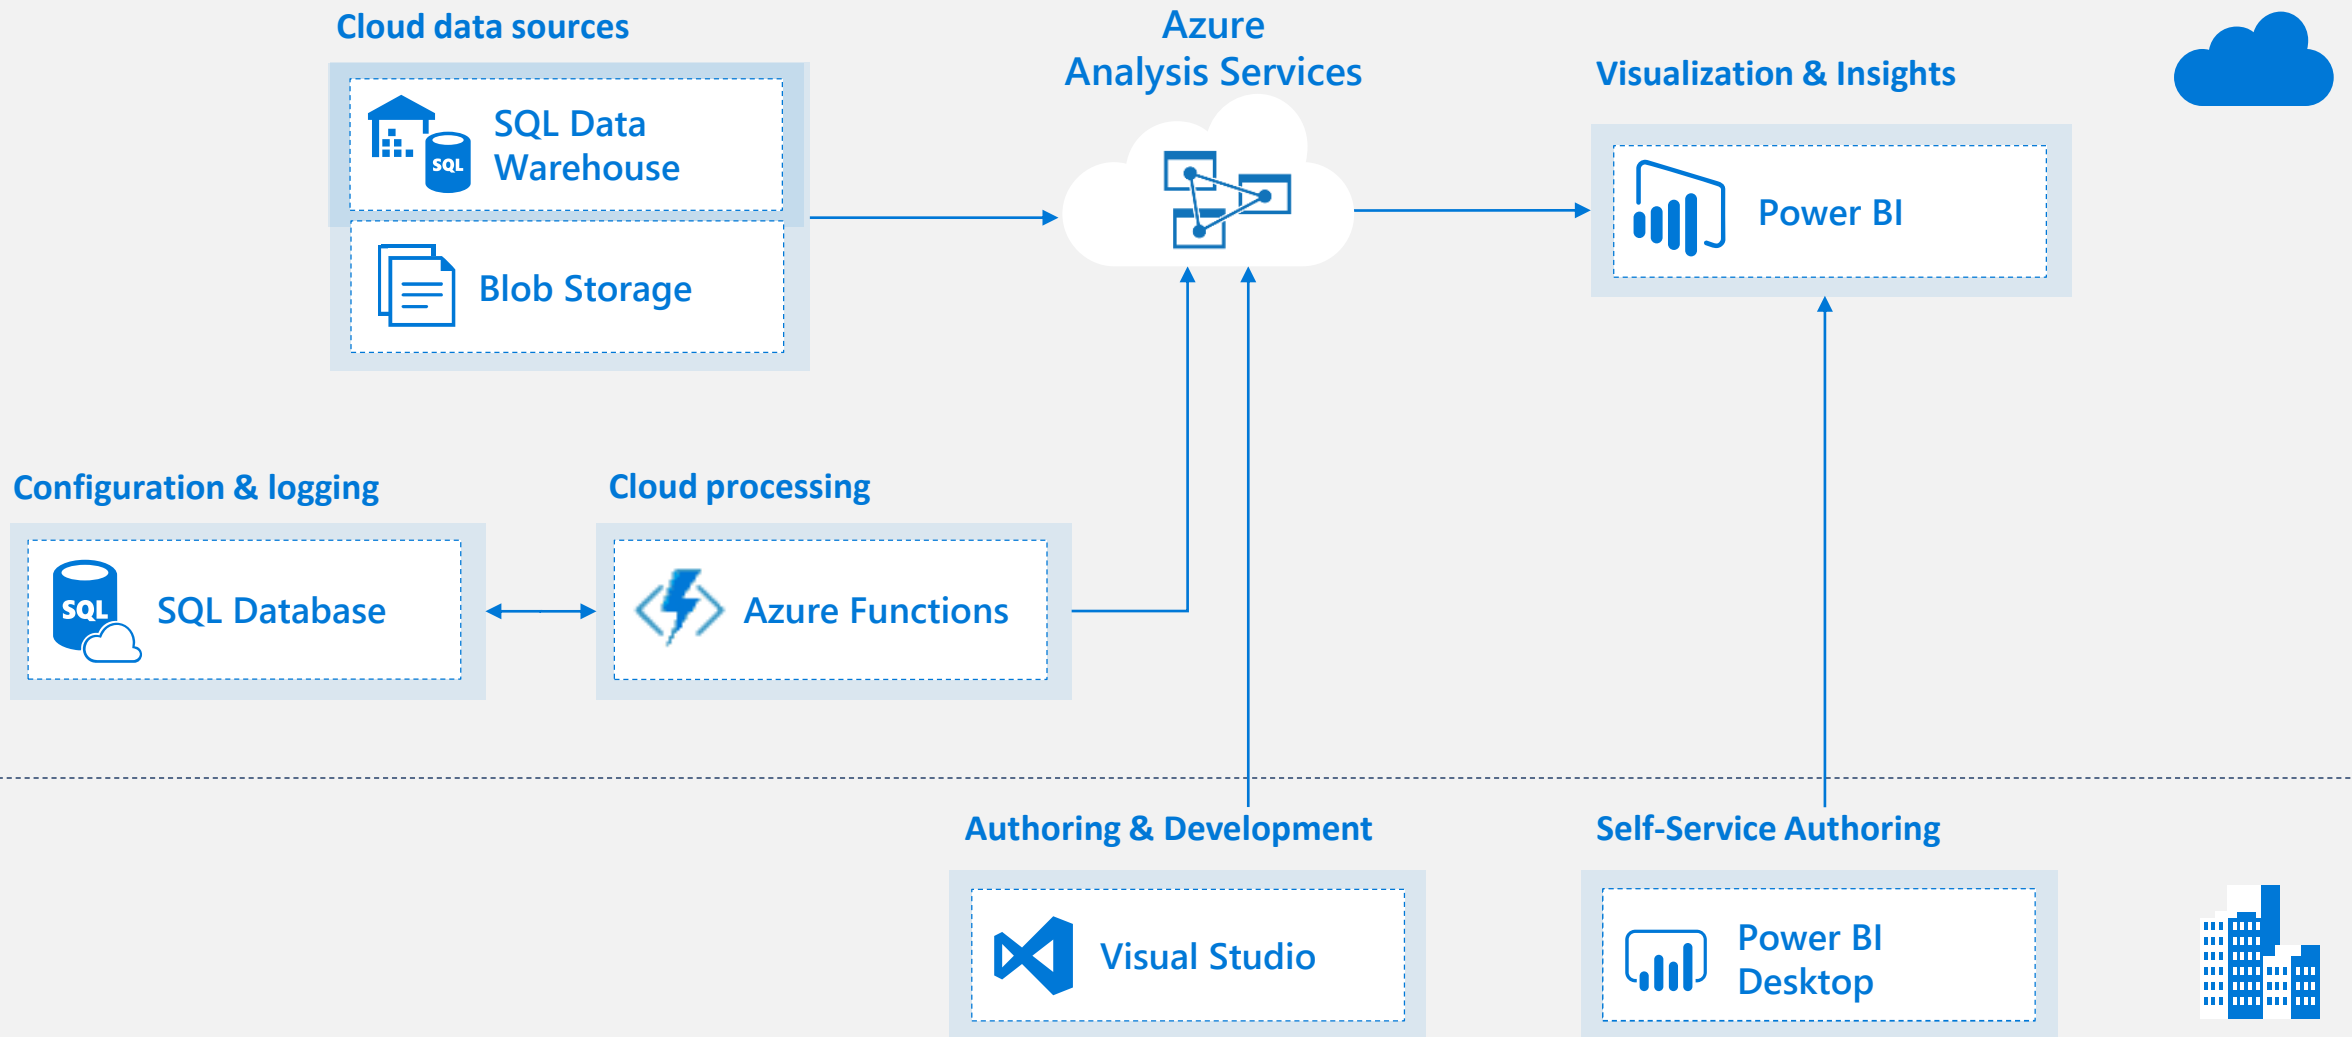 Cloud data sources
SQL Data
Warehouse
SQL
Blob Storage
Azure
Analysis Services
Visualization & Insights
Power BI
Configuration & logging
SQL
SQL Database
Cloud processing
Azure Functions
Authoring & Development
Visual Studio
Self-Service Authoring
Power BI
Desktop